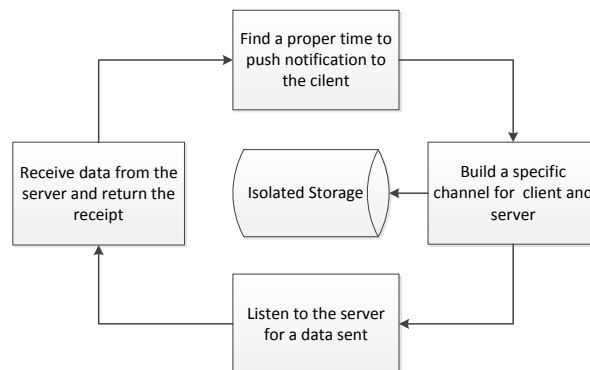 Find a proper time to
push notification to
the cilent
Receive data from the
server and return the
receipt
Isolated Storage
Build a specific
channel for client and
server
Listen to the server
for a data sent